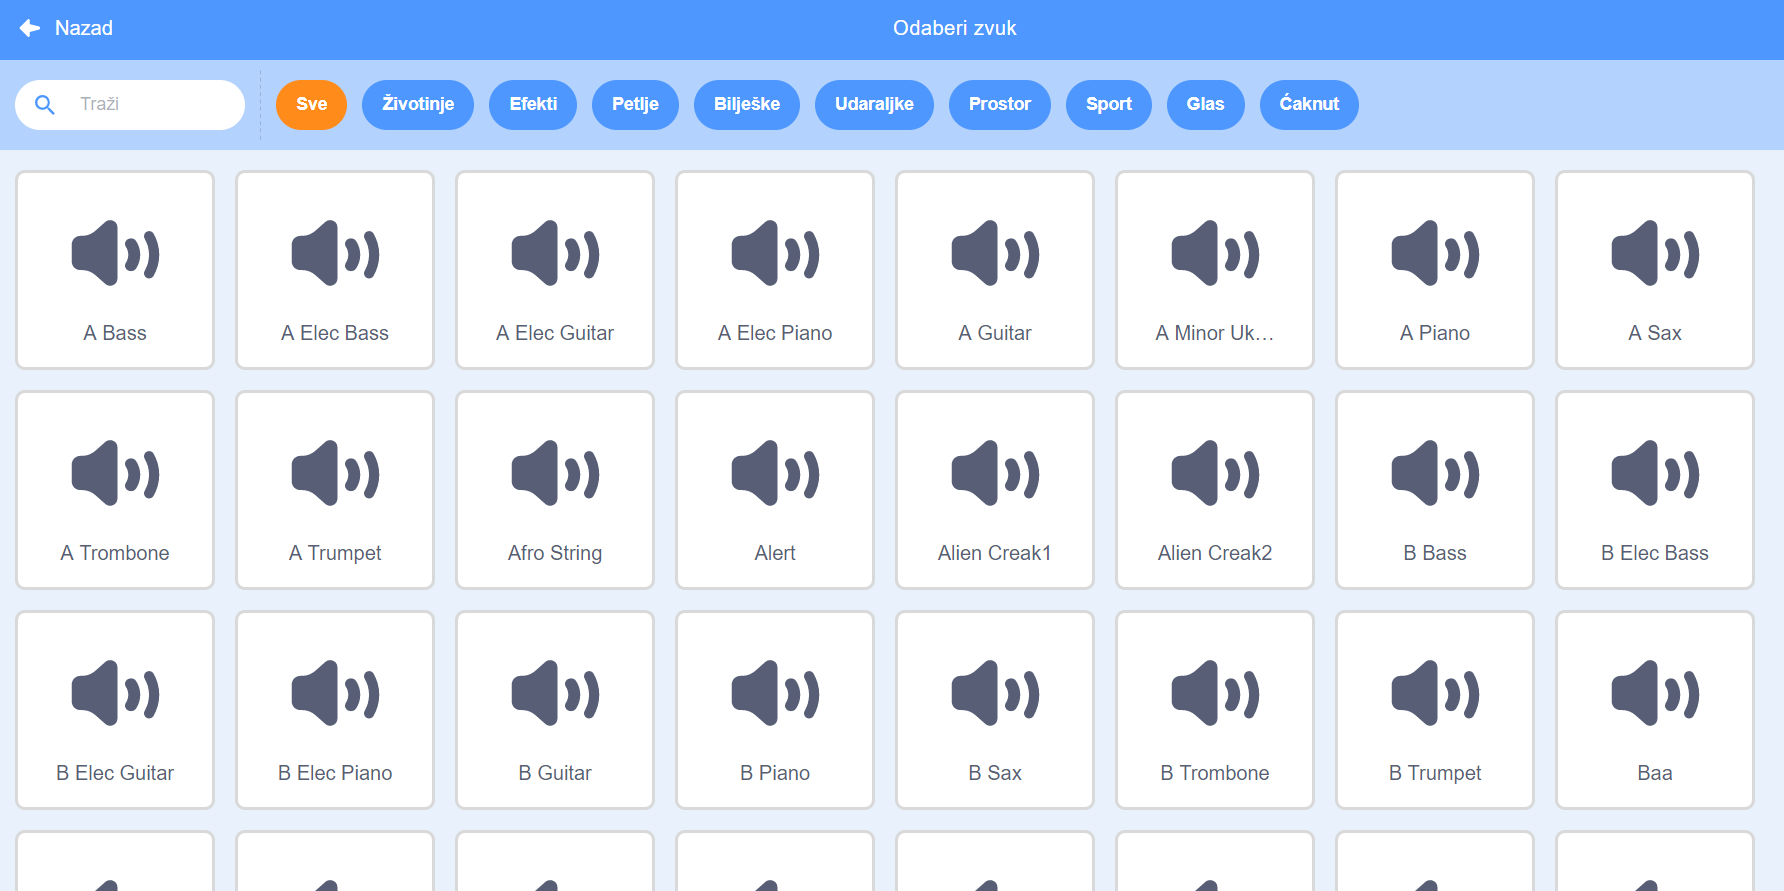 Nazad
Odaberi zvuk
Traži
Sve
Životinje
Efekti
Petlje
Bilješke
Udaraljke
Prostor
Sport
Glas
Ćaknut
A Bass
A Elec Bass
A Elec Guitar
A Elec Piano
A Guitar
A Minor Uk…
A Piano
A Sax
A Trombone
A Trumpet
Afro String
Alert
Alien Creak1
Alien Creak2
B Bass
B Elec Bass
B Elec Guitar
B Elec Piano
B Guitar
B Piano
B Sax
B Trombone
B Trumpet
Baa